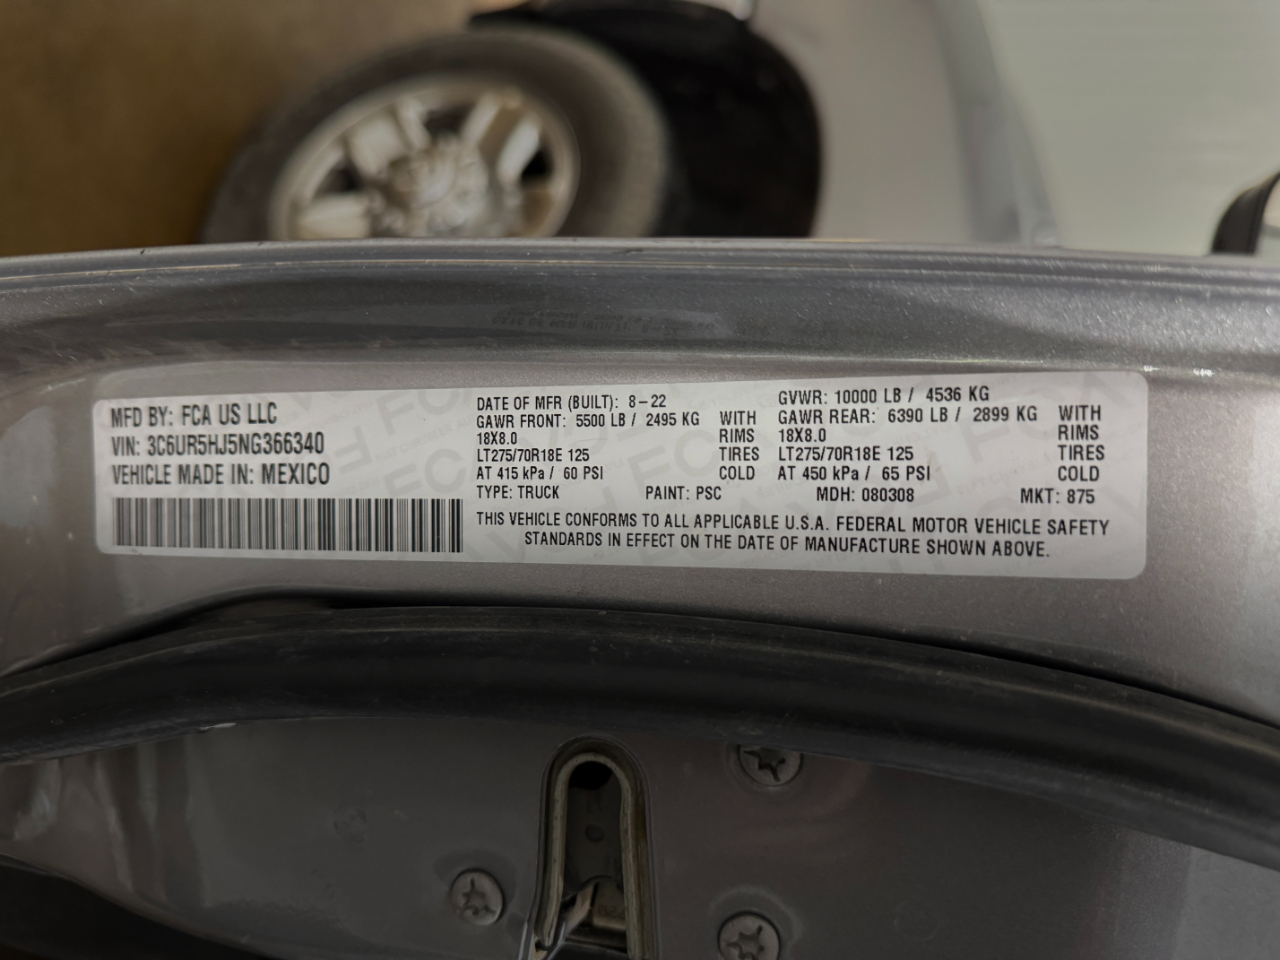 MFD BY: FCA US LLC
VIN: 3C6UR5HJ5NG366340
VEHICLE MADE IN: MEXICO
DATE OF MFR (BUILT): 8-22
GAWR FRONT: 5500 LB / 2495 KG WITH
18X8.0 RIMS
LT275/70R18E 125 TIRES
AT 415 kPa / 60 PSI COLD
GVWR: 10000 LB / 4536 KG
GAWR REAR: 6390 LB / 2899 KG WITH
18X8.0 RIMS
LT275/70R18E 125 TIRES
AT 450 kPa / 65 PSI COLD
TYPE: TRUCK PAINT: PSC MDH: 080308 MKT: 875
THIS VEHICLE CONFORMS TO ALL APPLICABLE U.S.A. FEDERAL MOTOR VEHICLE SAFETY
STANDARDS IN EFFECT ON THE DATE OF MANUFACTURE SHOWN ABOVE.